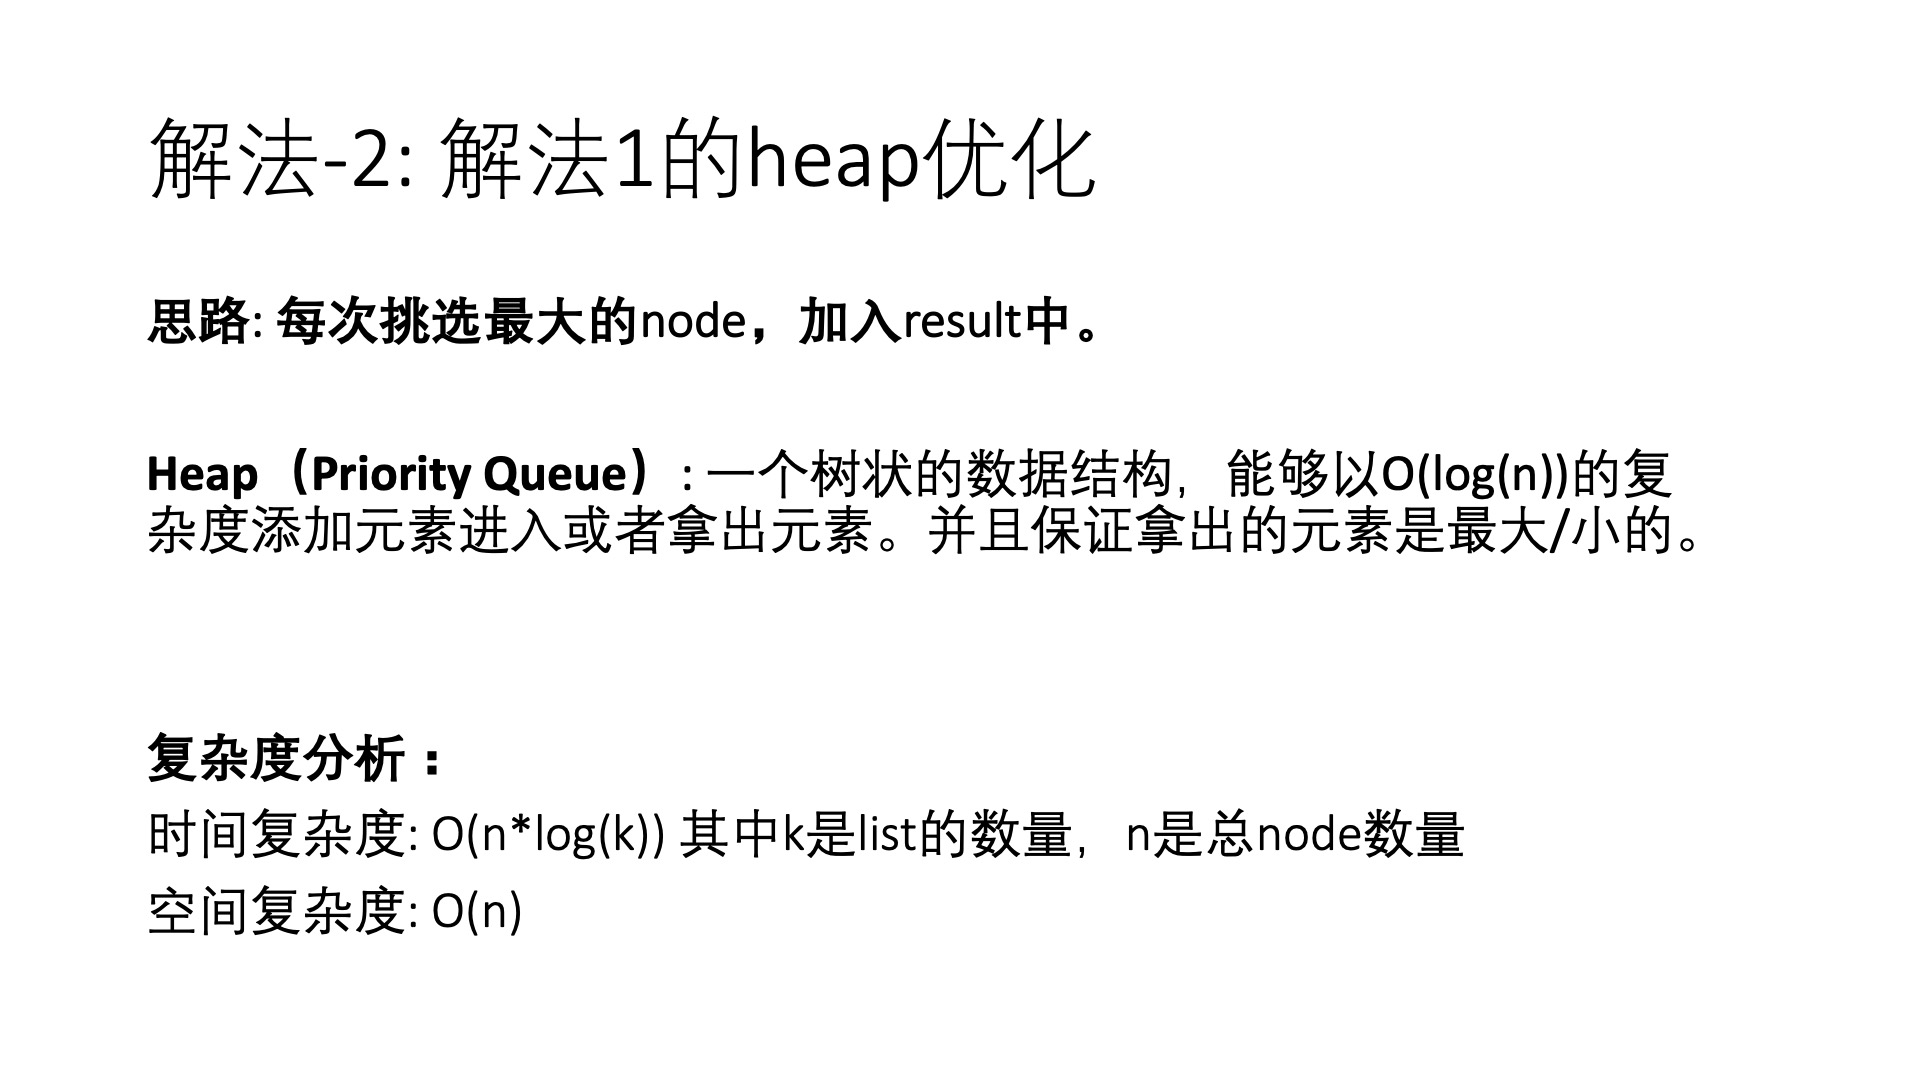 解法-2: 解法1的heap优化
思路: 每次挑选最大的node，加入result中。
Heap（Priority Queue）: 一个树状的数据结构，能够以O(log(n))的复
杂度添加元素进入或者拿出元素。并且保证拿出的元素是最大/小的。
复杂度分析：
时间复杂度: O(n*log(k)) 其中k是list的数量，n是总node数量
空间复杂度: O(n)